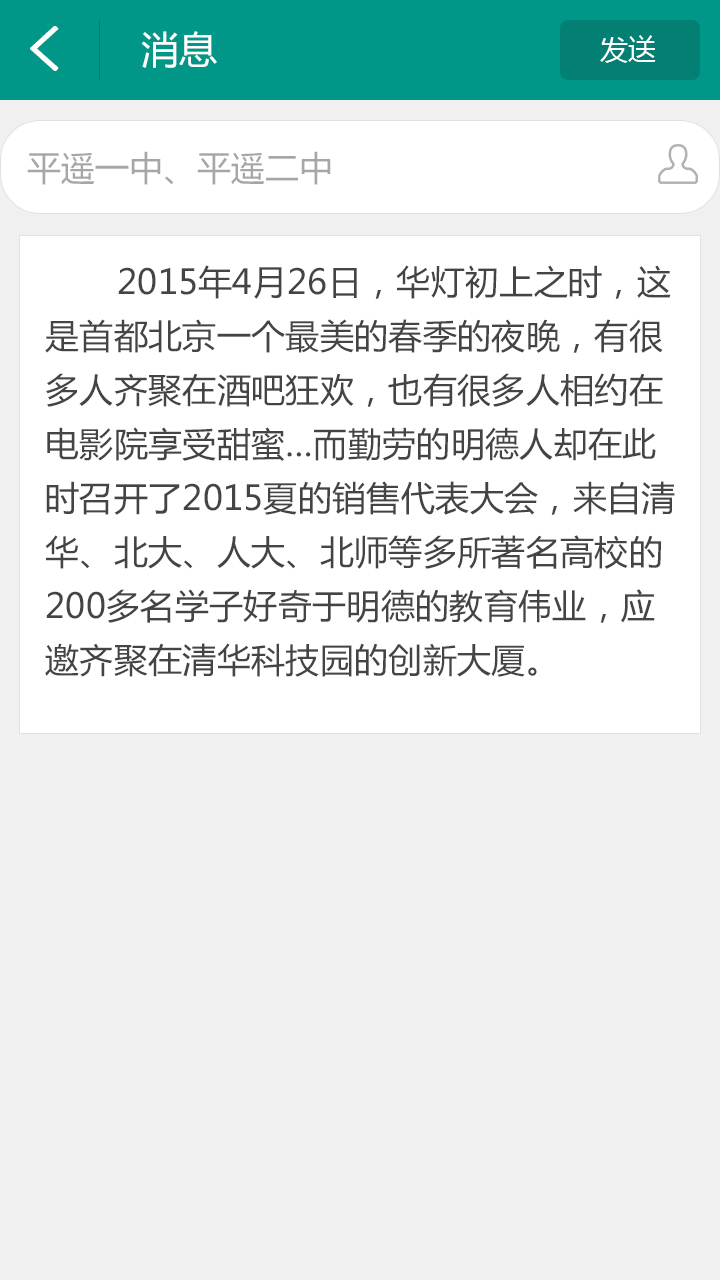 消息
发送
平遥一中、平遥二中
2015年4月26日，华灯初上之时，这
是首都北京一个最美的春季的夜晚，有很
多人齐聚在酒吧狂欢，也有很多人相约在
电影院享受甜蜜...而勤劳的明德人却在此
时召开了2015夏的销售代表大会，来自清
华、北大、人大、北师等多所著名高校的
200多名学子好奇于明德的教育伟业，应
邀齐聚在清华科技园的创新大厦。